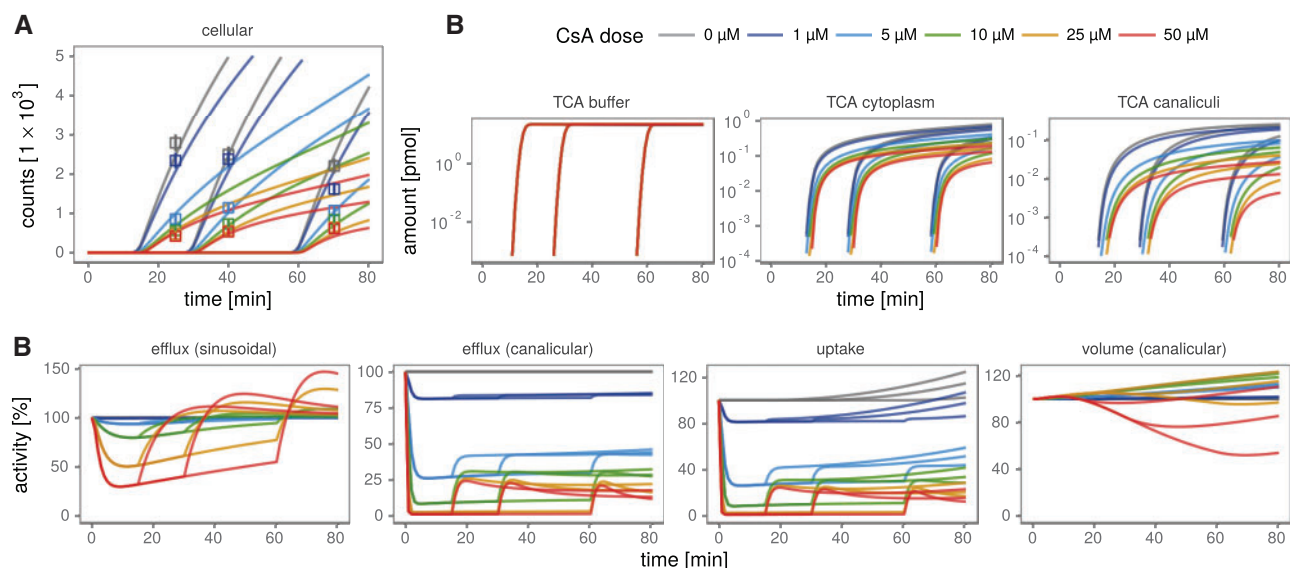 A
cellular
counts [ 1 × 10³ ]
5
4
3
2
1
0
0 20 40 60 80
time [min]
B
CsA dose 0 µM 1 µM 5 µM 10 µM 25 µM 50 µM
TCA buffer
TCA cytoplasm
TCA canaliculi
amount [pmol]
10⁰
10⁻²
0 20 40 60 80
10⁰
10⁻¹
10⁻²
10⁻³
10⁻⁴
0 20 40 60 80
10⁻¹
10⁻²
10⁻³
10⁻⁴
0 20 40 60 80
time [min]
B
efflux (sinusoidal)
efflux (canalicular)
uptake
volume (canalicular)
activity [%]
150
100
50
0
0 20 40 60 80
100
75
50
25
0
0 20 40 60 80
120
80
40
0
0 20 40 60 80
120
80
40
0
0 20 40 60 80
time [min]